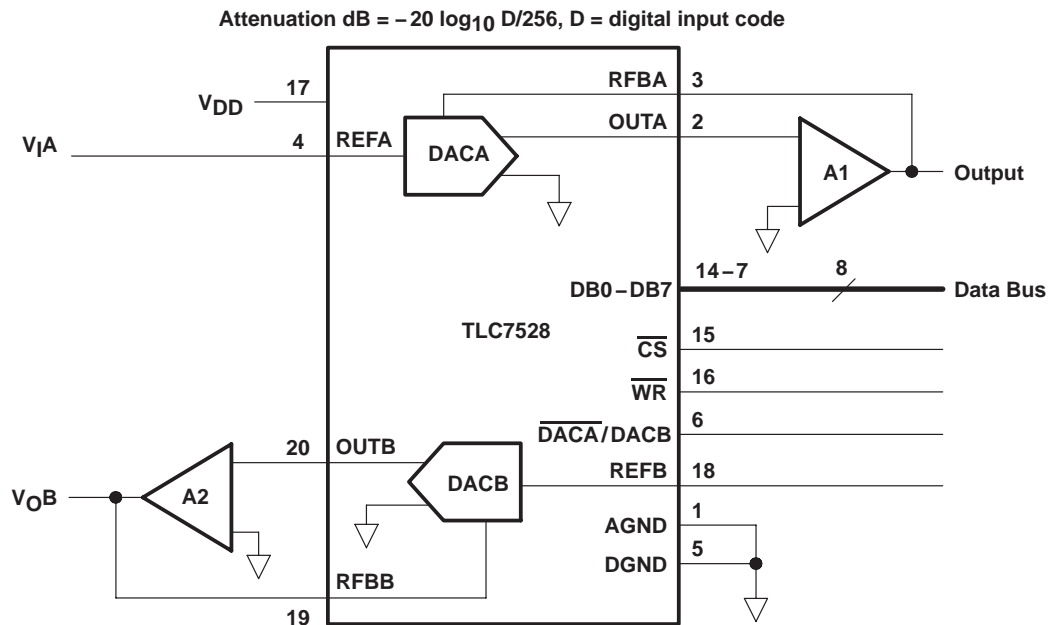 Attenuation dB = –20 log10 D/256, D = digital input code
17
VDD
RFBA
3
OUTA
2
VIA
4
REFA
DACA
A1
Output
14–7
8
DB0–DB7
Data Bus
TLC7528
CS
15
WR
16
DACA/DACB
6
20
OUTB
REFB
18
VOB
A2
DACB
AGND
1
DGND
5
RFBB
19